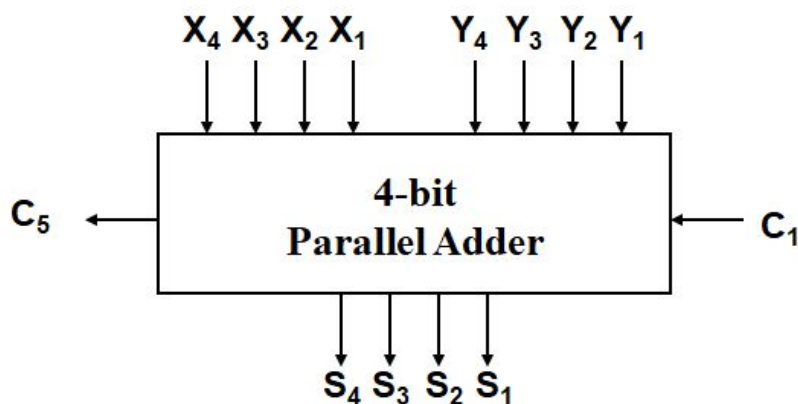 X₄ X₃ X₂ X₁ Y₄ Y₃ Y₂ Y₁
4-bit
C₅ Parallel Adder C₁
S₄ S₃ S₂ S₁